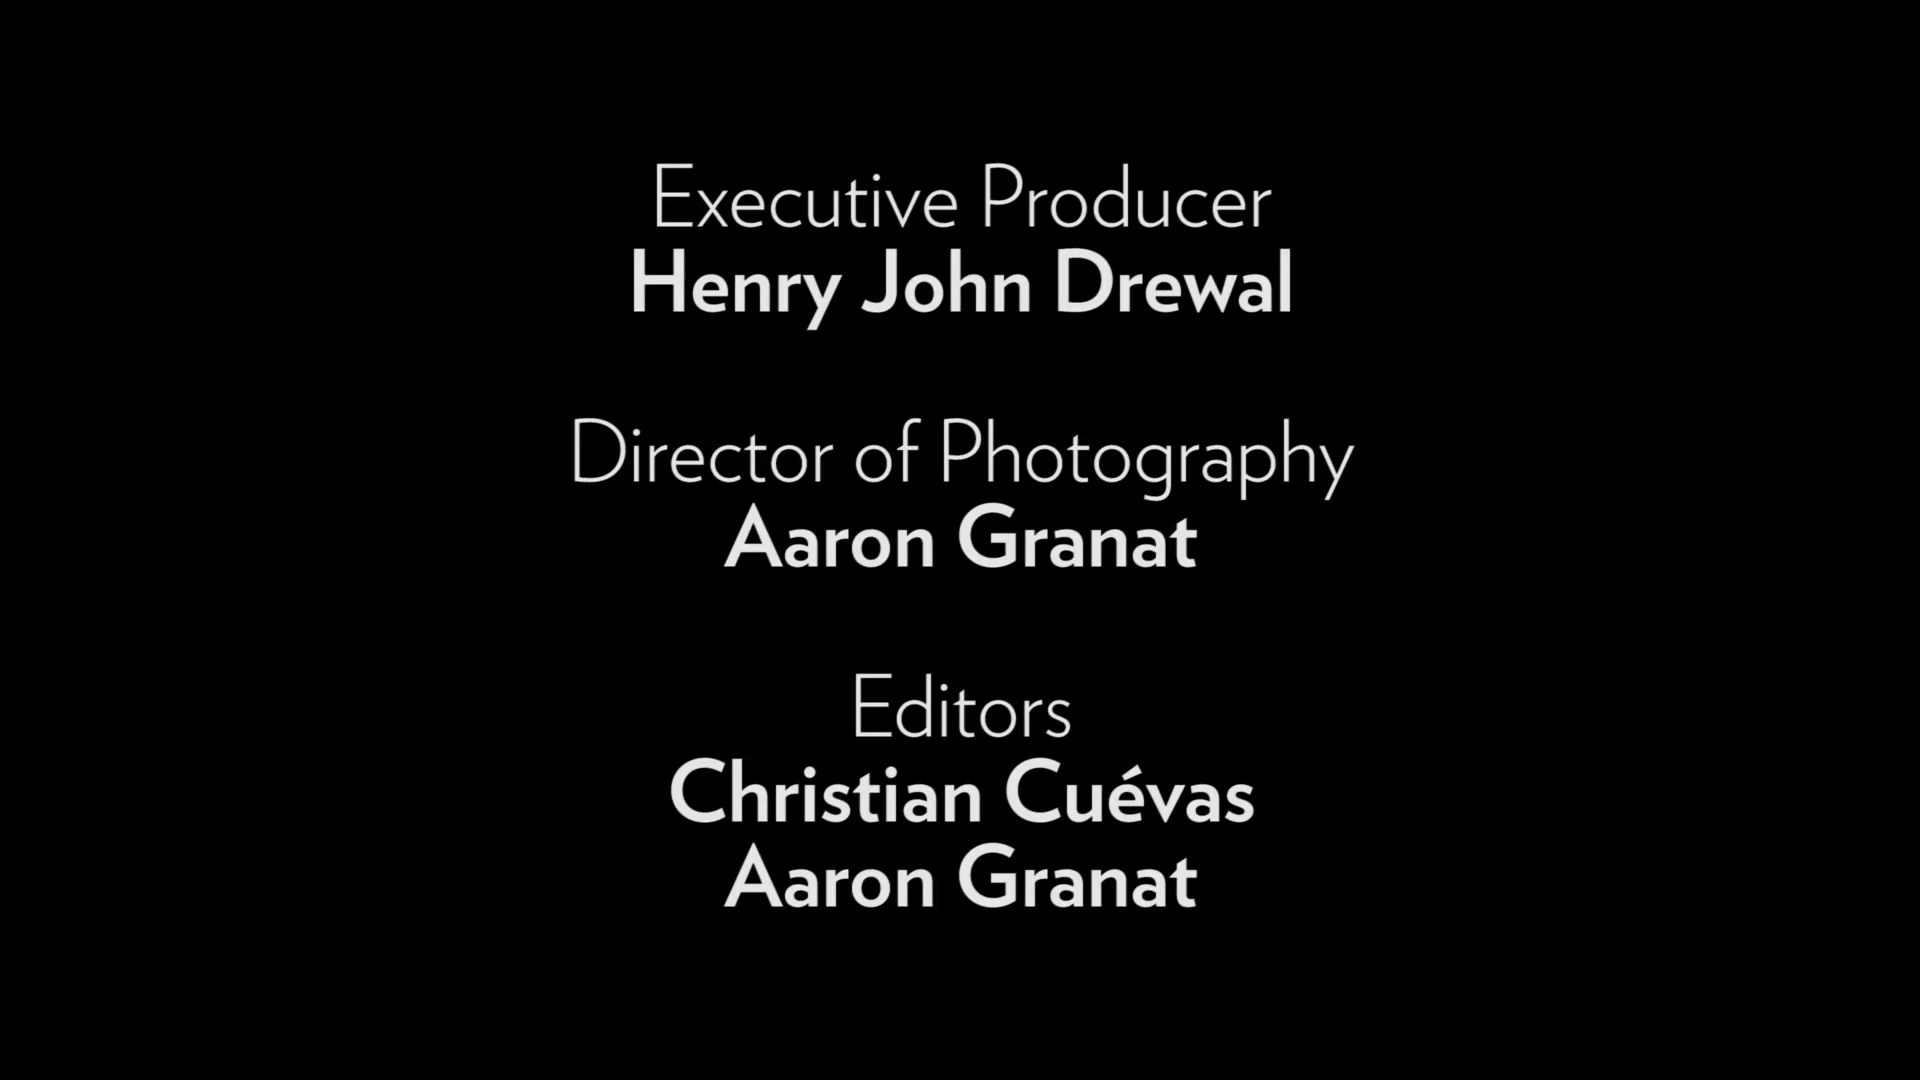 Executive Producer
Henry John Drewal
Director of Photography
Aaron Granat
Editors
Christian Cuévas
Aaron Granat